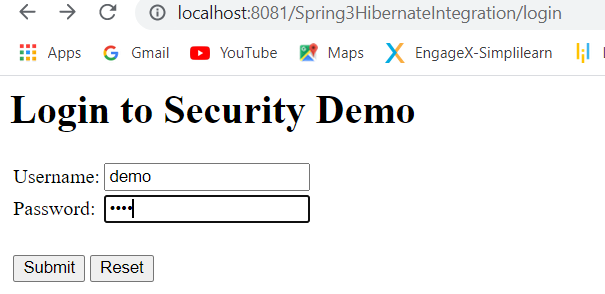 localhost:8081/Spring3HibernateIntegration/login
Apps Gmail YouTube Maps EngageX-Simplilearn
Login to Security Demo
Username: demo
Password: ••••
Submit Reset